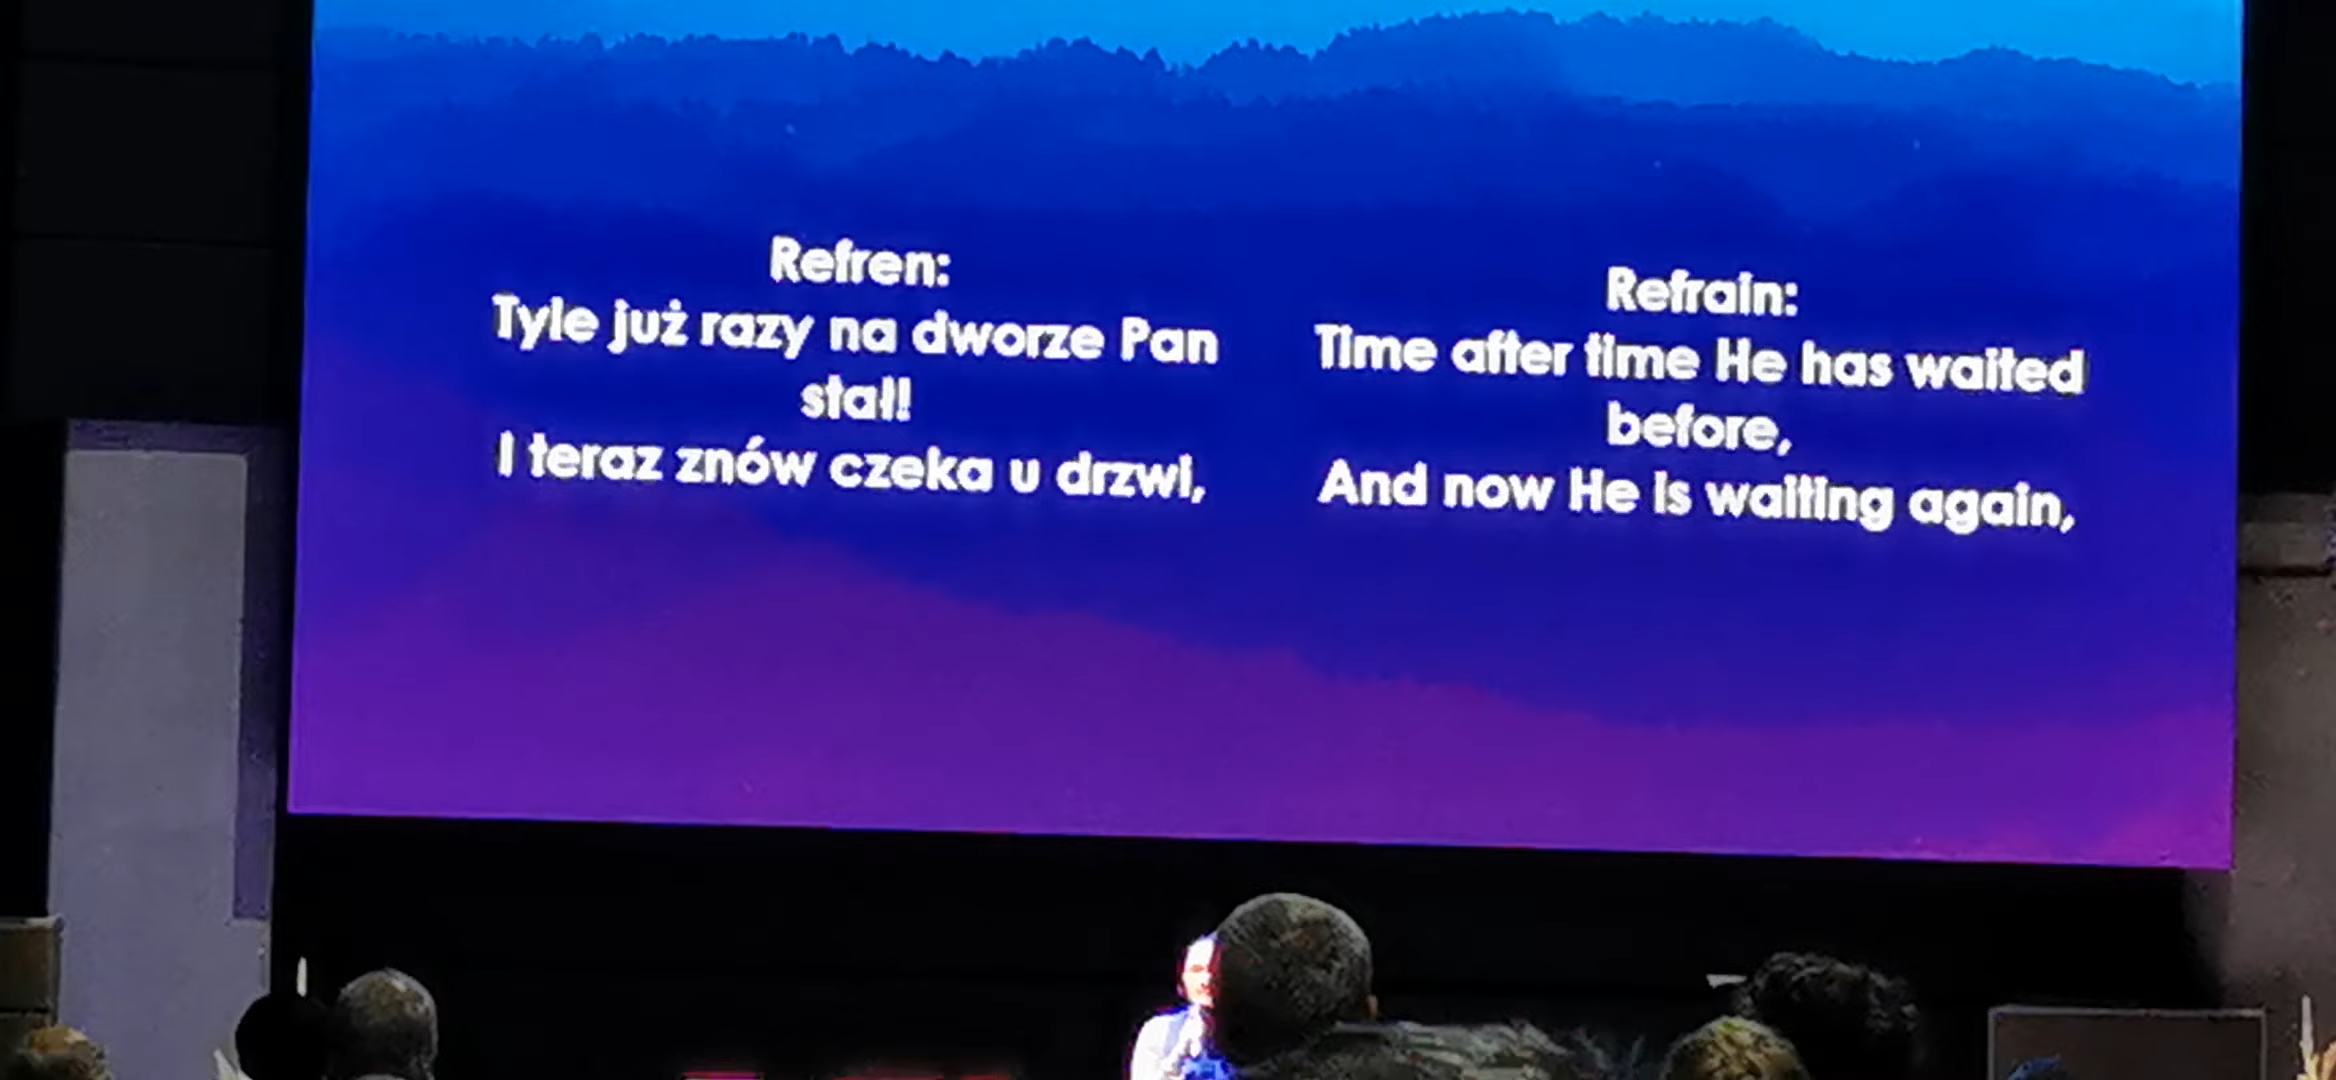 Refren:
Tyle już razy na dworze Pan
stał!
I teraz znów czeka u drzwi,
Refrain:
Time after time He has waited
before,
And now He is waiting again,